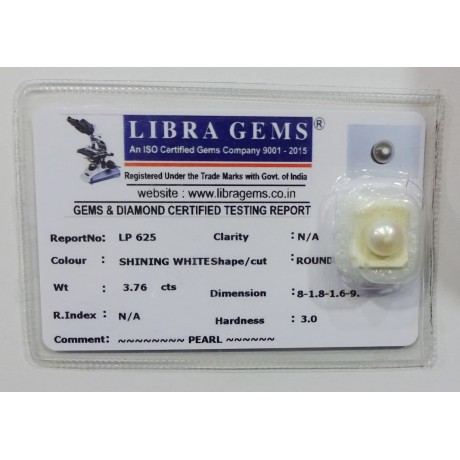 LIBRA GEMS®
An ISO Certified Gems Company 9001 - 2015
Registered Under the Trade Marks with Govt. of India
website : www.libragems.co.in
GEMS & DIAMOND CERTIFIED TESTING REPORT
ReportNo: LP 625 Clarity : N/A
Colour : SHINING WHITE Shape/cut : ROUND
Wt : 3.76 cts Dimension : 8-1.8-1.6-9.
R.Index : N/A Hardness : 3.0
Comment: ~~~~~~~~ PEARL ~~~~~~